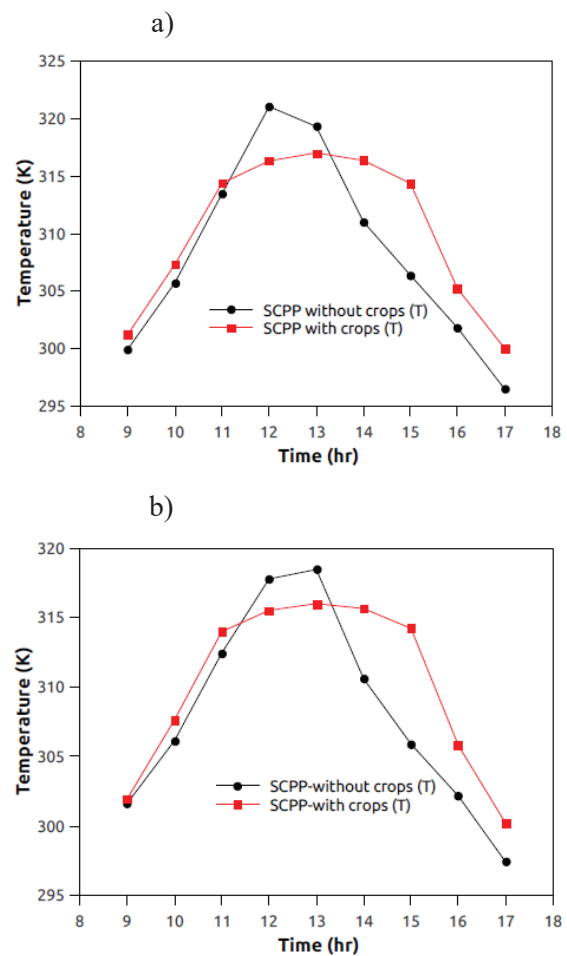 a)
325
320
315
310
305
300
295
Temperature (K)
SCPP without crops (T)
SCPP with crops (T)
8 9 10 11 12 13 14 15 16 17 18
Time (hr)
b)
320
315
310
305
300
295
Temperature (K)
SCPP-without crops (T)
SCPP-with crops (T)
8 9 10 11 12 13 14 15 16 17 18
Time (hr)